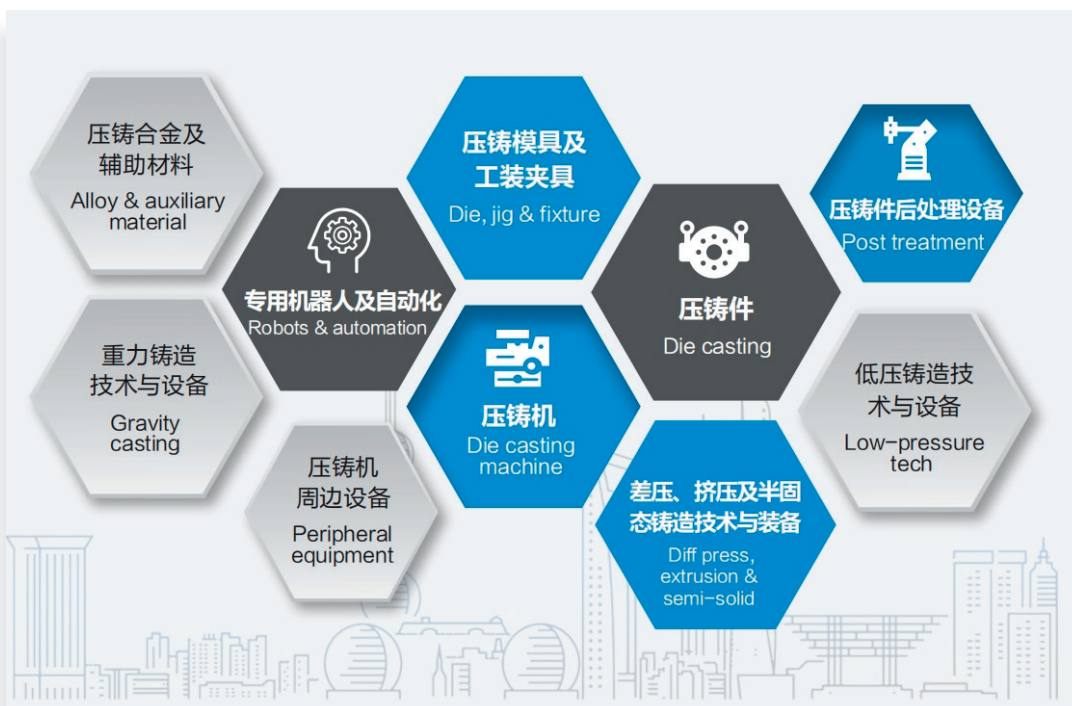 压铸合金及
辅助材料
Alloy & auxiliary
material
压铸模具及
工装夹具
Die, jig & fixture
压铸件后处理设备
Post treatment
专用机器人及自动化
Robots & automation
压铸件
Die casting
重力铸造
技术与设备
Gravity
casting
压铸机
Die casting
machine
低压铸造技
术与设备
Low-pressure
tech
压铸机
周边设备
Peripheral
equipment
差压、挤压及半固
态铸造技术与装备
Diff press,
extrusion &
semi-solid